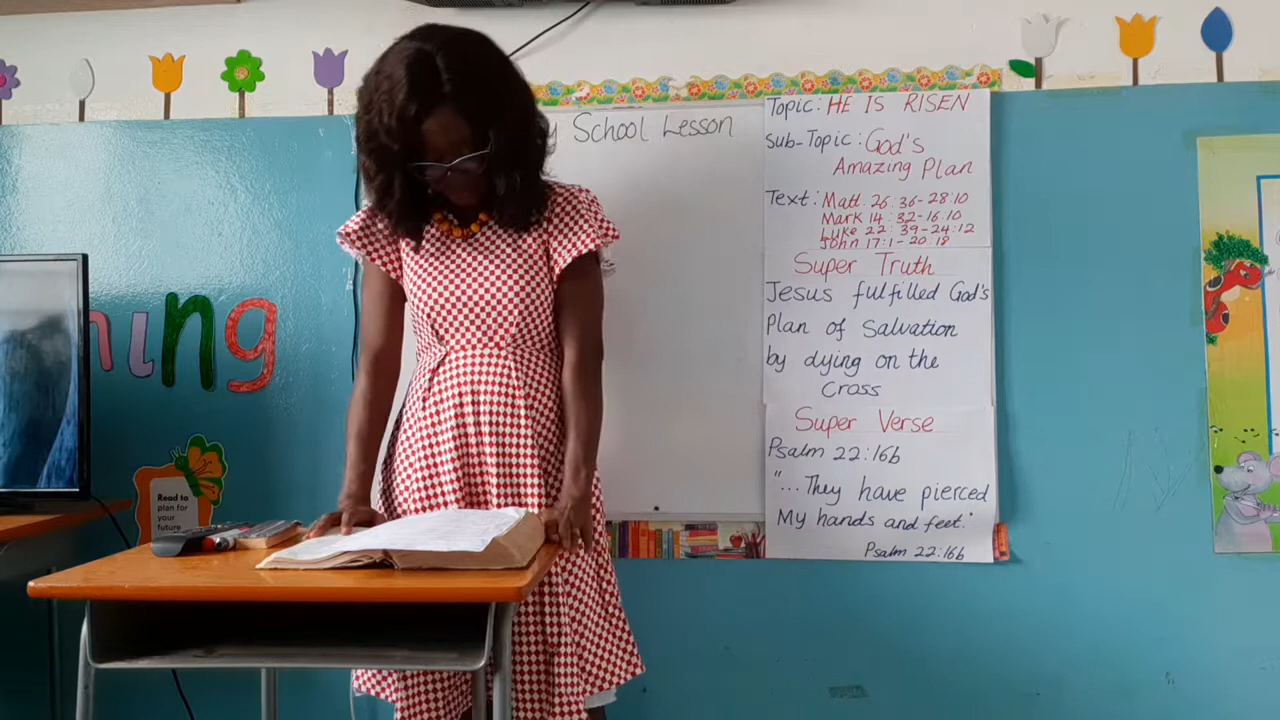 y School Lesson
Topic: HE IS RISEN
Sub-Topic: God's
Amazing Plan
Text: Matt. 26:36-28:10
Mark 14:32-16:10
Luke 22:39-24:12
John 17:1-20:18
Super Truth
Jesus fulfilled God's
Plan of Salvation
by dying on the
Cross
Super Verse
Psalm 22:16b
"...They have pierced
My hands and feet."
Psalm 22:16b
ning
Read to
plan for
your
future